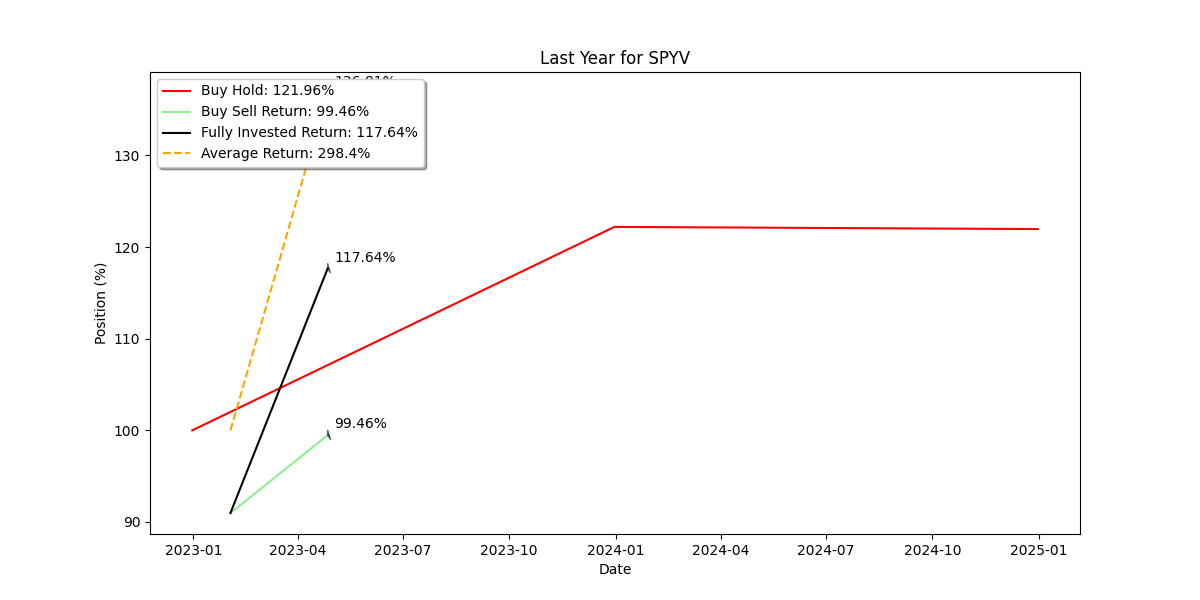 Last Year for SPYV
Buy Hold: 121.96%
Buy Sell Return: 99.46%
Fully Invested Return: 117.64%
Average Return: 298.4%
117.64%
99.46%
130
120
110
100
90
Position (%)
2023-01 2023-04 2023-07 2023-10 2024-01 2024-04 2024-07 2024-10 2025-01
Date